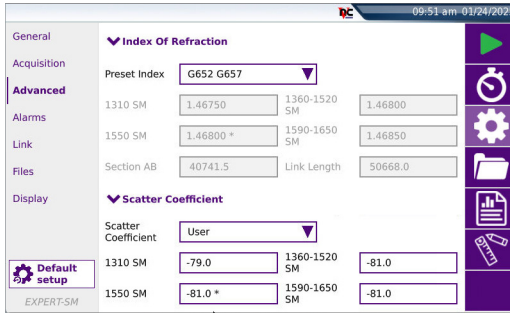 09:51 am 01/24/202
General
Acquisition
Advanced
Alarms
Link
Files
Display
Default setup
EXPERT-SM
Index Of Refraction
Preset Index G652 G657
1310 SM 1.46750 1360-1520 SM 1.46800
1550 SM 1.46800 * 1590-1650 SM 1.46850
Section AB 40741.5 Link Length 50668.0
Scatter Coefficient
Scatter Coefficient User
1310 SM -79.0 1360-1520 SM -81.0
1550 SM -81.0 * 1590-1650 SM -81.0